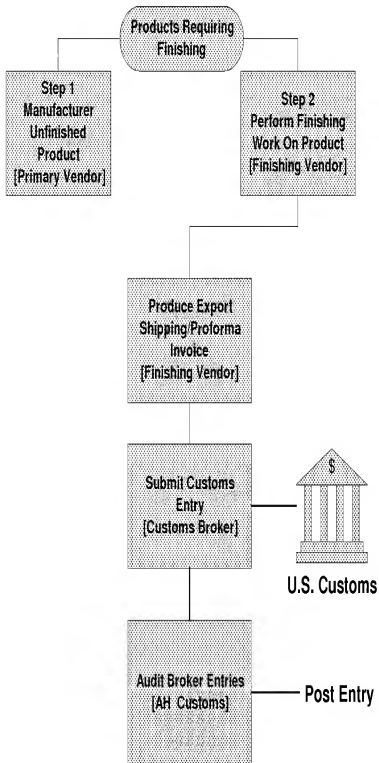 Products Requiring
Finishing
Step 1
Manufacturer
Unfinished
Product
[Primary Vendor]
Step 2
Perform Finishing
Work On Product
[Finishing Vendor]
Produce Export
Shipping/Proforma
Invoice
[Finishing Vendor]
Submit Customs
Entry
[Customs Broker]
$
U.S. Customs
Audit Broker Entries
[AH Customs]
Post Entry